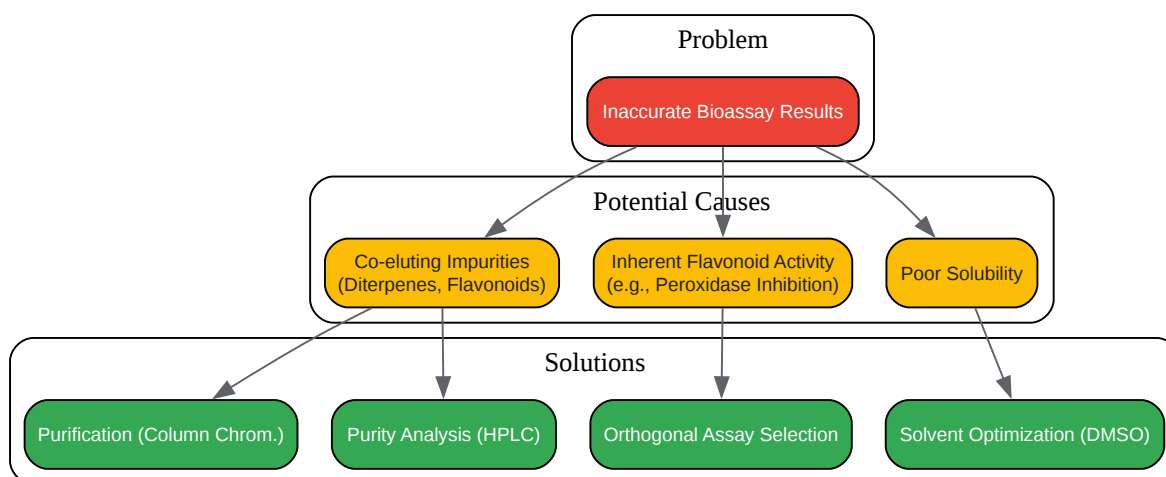 Problem
Inaccurate Bioassay Results
Potential Causes
Co-eluting Impurities
(Diterpenes, Flavonoids)
Inherent Flavonoid Activity
(e.g., Peroxidase Inhibition)
Poor Solubility
Solutions
Purification (Column Chrom.)
Purity Analysis (HPLC)
Orthogonal Assay Selection
Solvent Optimization (DMSO)